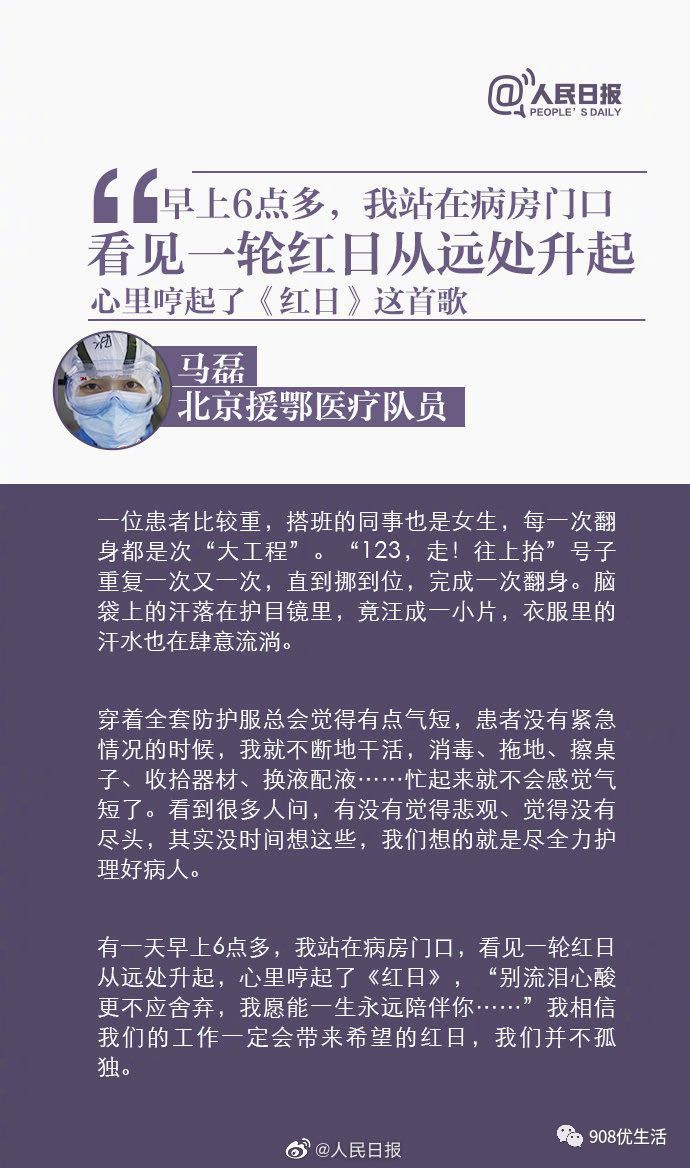 @人民日报
PEOPLE'S DAILY
“早上6点多，我站在病房门口
看见一轮红日从远处升起
心里哼起了《红日》这首歌
马磊
北京援鄂医疗队员
一位患者比较重，搭班的同事也是女生，每一次翻
身都是次“大工程”。“123，走！往上抬”号子
重复一次又一次，直到挪到位，完成一次翻身。脑
袋上的汗落在护目镜里，竟汪成一小片，衣服里的
汗水也在肆意流淌。
穿着全套防护服总会觉得有点气短，患者没有紧急
情况的时候，我就不断地干活，消毒、拖地、擦桌
子、收拾器材、换液配液……忙起来就不会感觉气
短了。看到很多人问，有没有觉得悲观、觉得没有
尽头，其实没时间想这些，我们想的就是尽全力护
理好病人。
有一天早上6点多，我站在病房门口，看见一轮红日
从远处升起，心里哼起了《红日》，“别流泪心酸
更不应舍弃，我愿能一生永远陪伴你……”我相信
我们的工作一定会带来希望的红日，我们并不孤
独。
908优生活
@人民日报